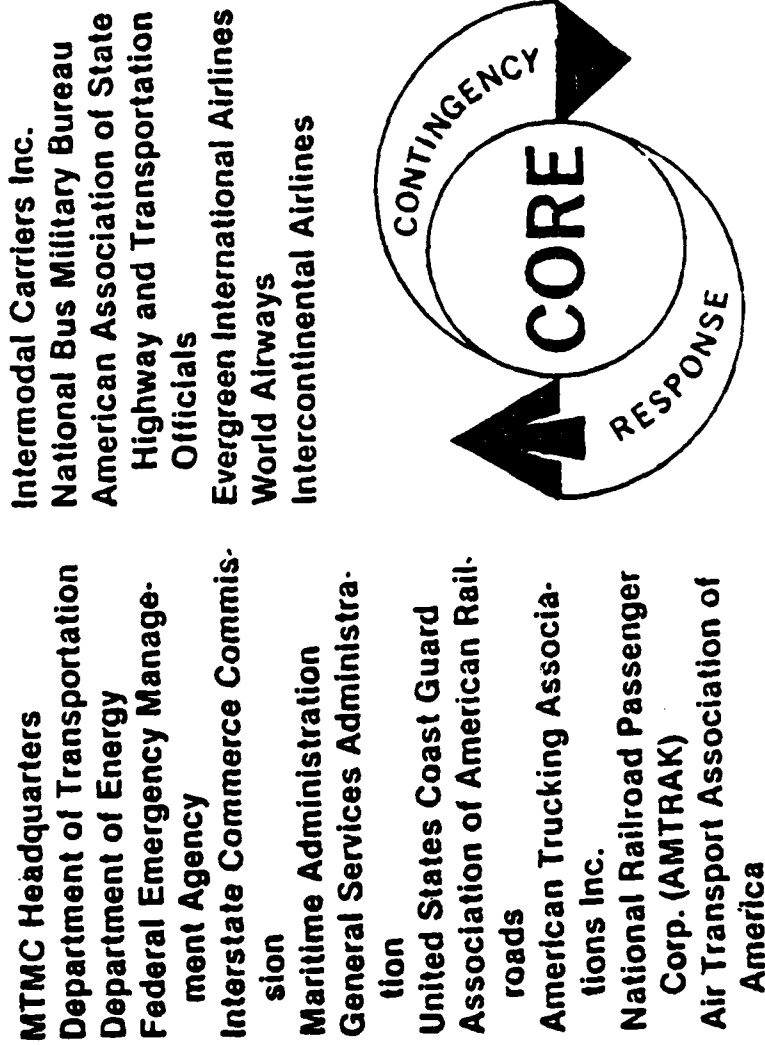 MTMC Headquarters
Department of Transportation
Department of Energy
Federal Emergency Manage-
ment Agency
Interstate Commerce Commis-
sion
Maritime Administration
General Services Administra-
tion
United States Coast Guard
Association of American Rail-
roads
American Trucking Associa-
tions Inc.
National Railroad Passenger
Corp. (AMTRAK)
Air Transport Association of
America
Intermodal Carriers Inc.
National Bus Military Bureau
American Association of State
Highway and Transportation
Officials
Evergreen International Airlines
World Airways
Intercontinental Airlines
CONTINGENCY
CORE
RESPONSE